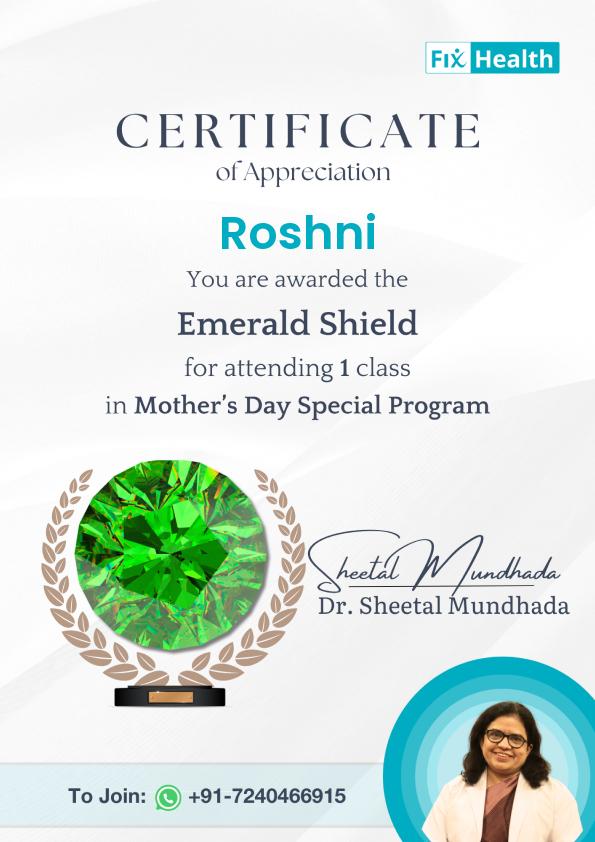 Fix Health
CERTIFICATE
of Appreciation
Roshni
You are awarded the
Emerald Shield
for attending 1 class
in Mother's Day Special Program
Sheetal Mundhada
Dr. Sheetal Mundhada
To Join: +91-7240466915